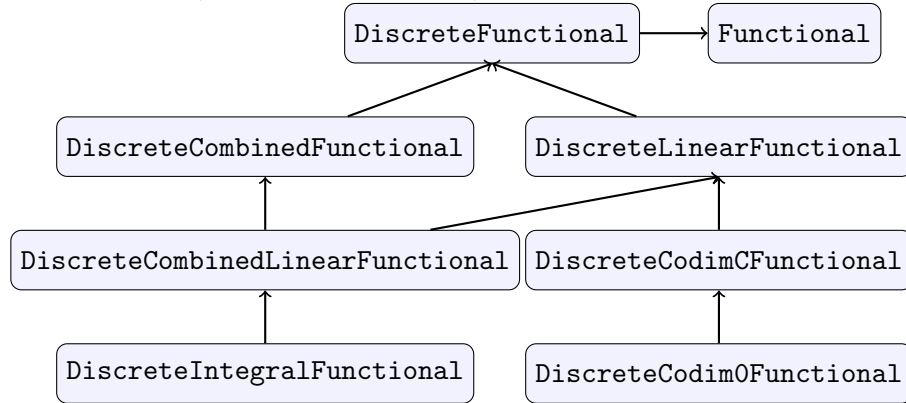 DiscreteFunctional Functional
DiscreteCombinedFunctional DiscreteLinearFunctional
DiscreteCombinedLinearFunctional DiscreteCodimCFunctional
DiscreteIntegralFunctional DiscreteCodim0Functional